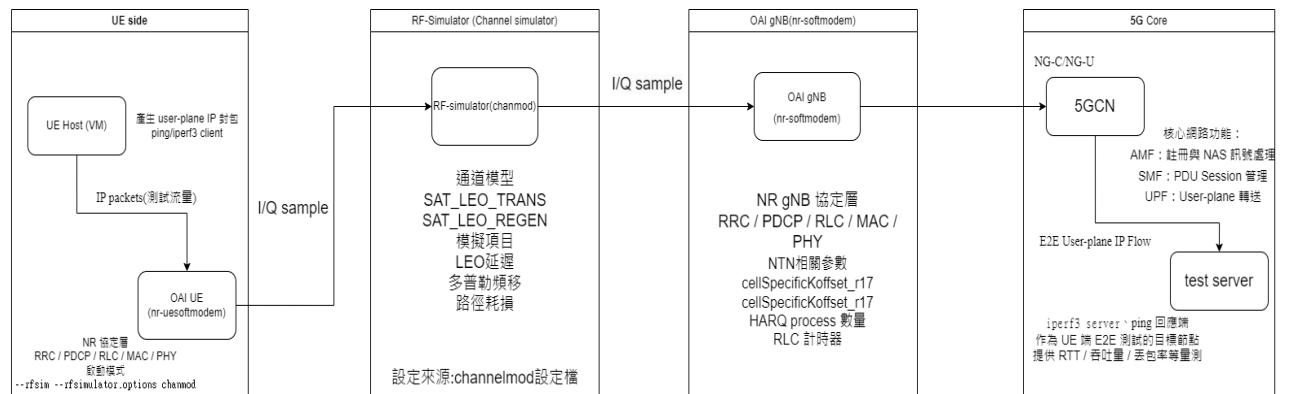 UE side
UE Host (VM)
產生 user-plane IP 封包
ping/iperf3 client
IP packets(測試流量)
OAI UE
(nr-uesoftmodem)
NR 協定層
RRC / PDCP / RLC / MAC / PHY
啟動模式
--rfsim --rfsimulator.options chanmod
I/Q sample
RF-Simulator (Channel simulator)
RF-simulator(chanmod)
通道模型
SAT_LEO_TRANS
SAT_LEO_REGEN
模擬項目
LEO延遲
多普勒頻移
路徑耗損
設定來源:channelmod設定檔
I/Q sample
OAI gNB(nr-softmodem)
OAI gNB
(nr-softmodem)
NR gNB 協定層
RRC / PDCP / RLC / MAC /
PHY
NTN相關參數
cellSpecificKoffset_r17
cellSpecificKoffset_r17
HARQ process 數量
RLC 計時器
5G Core
NG-C/NG-U
5GCN
核心網路功能：
AMF：註冊與 NAS 訊號處理
SMF：PDU Session 管理
UPF：User-plane 轉送
E2E User-plane IP Flow
test server
iperf3 server、ping 回應端
作為 UE 端 E2E 測試的目標節點
提供 RTT / 吞吐量 / 丟包率等量測